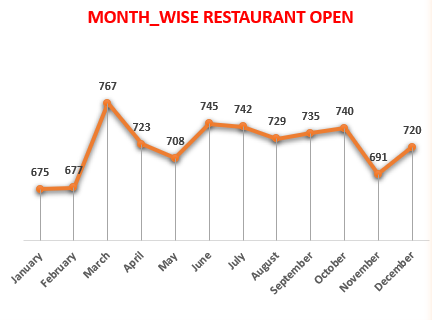 MONTH_WISE RESTAURANT OPEN
675
677
767
723
708
745
742
729
735
740
691
720
January
February
March
April
May
June
July
August
September
October
November
December